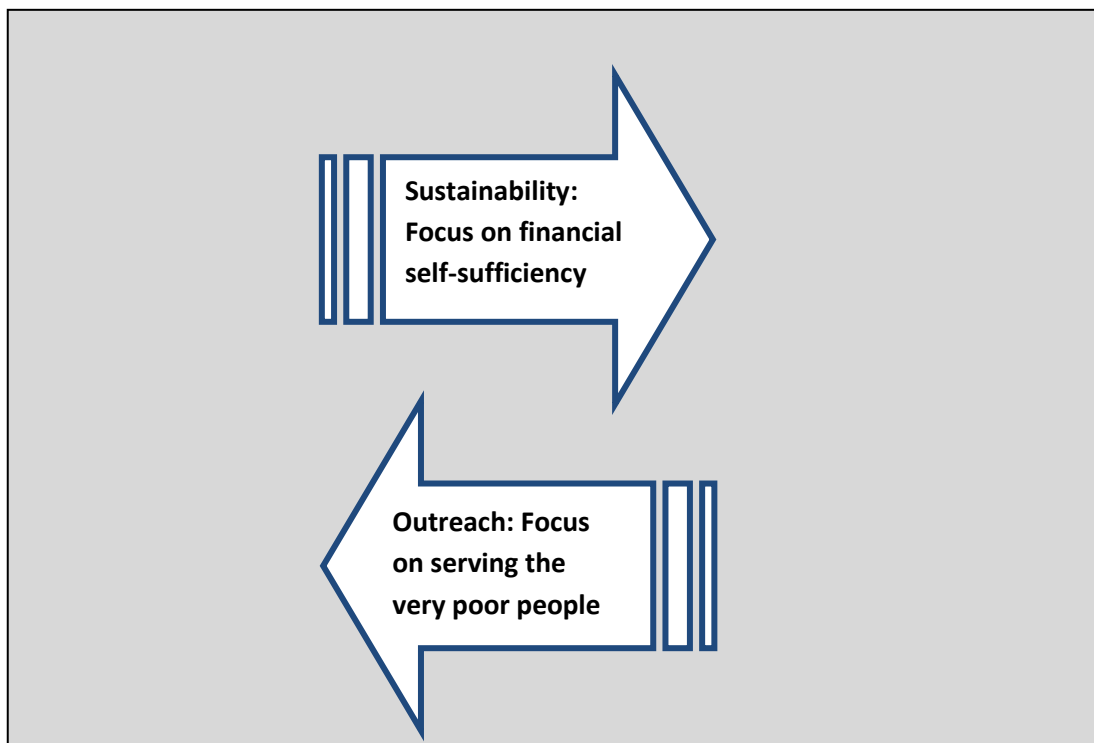 Sustainability:
Focus on financial
self-sufficiency
Outreach: Focus
on serving the
very poor people